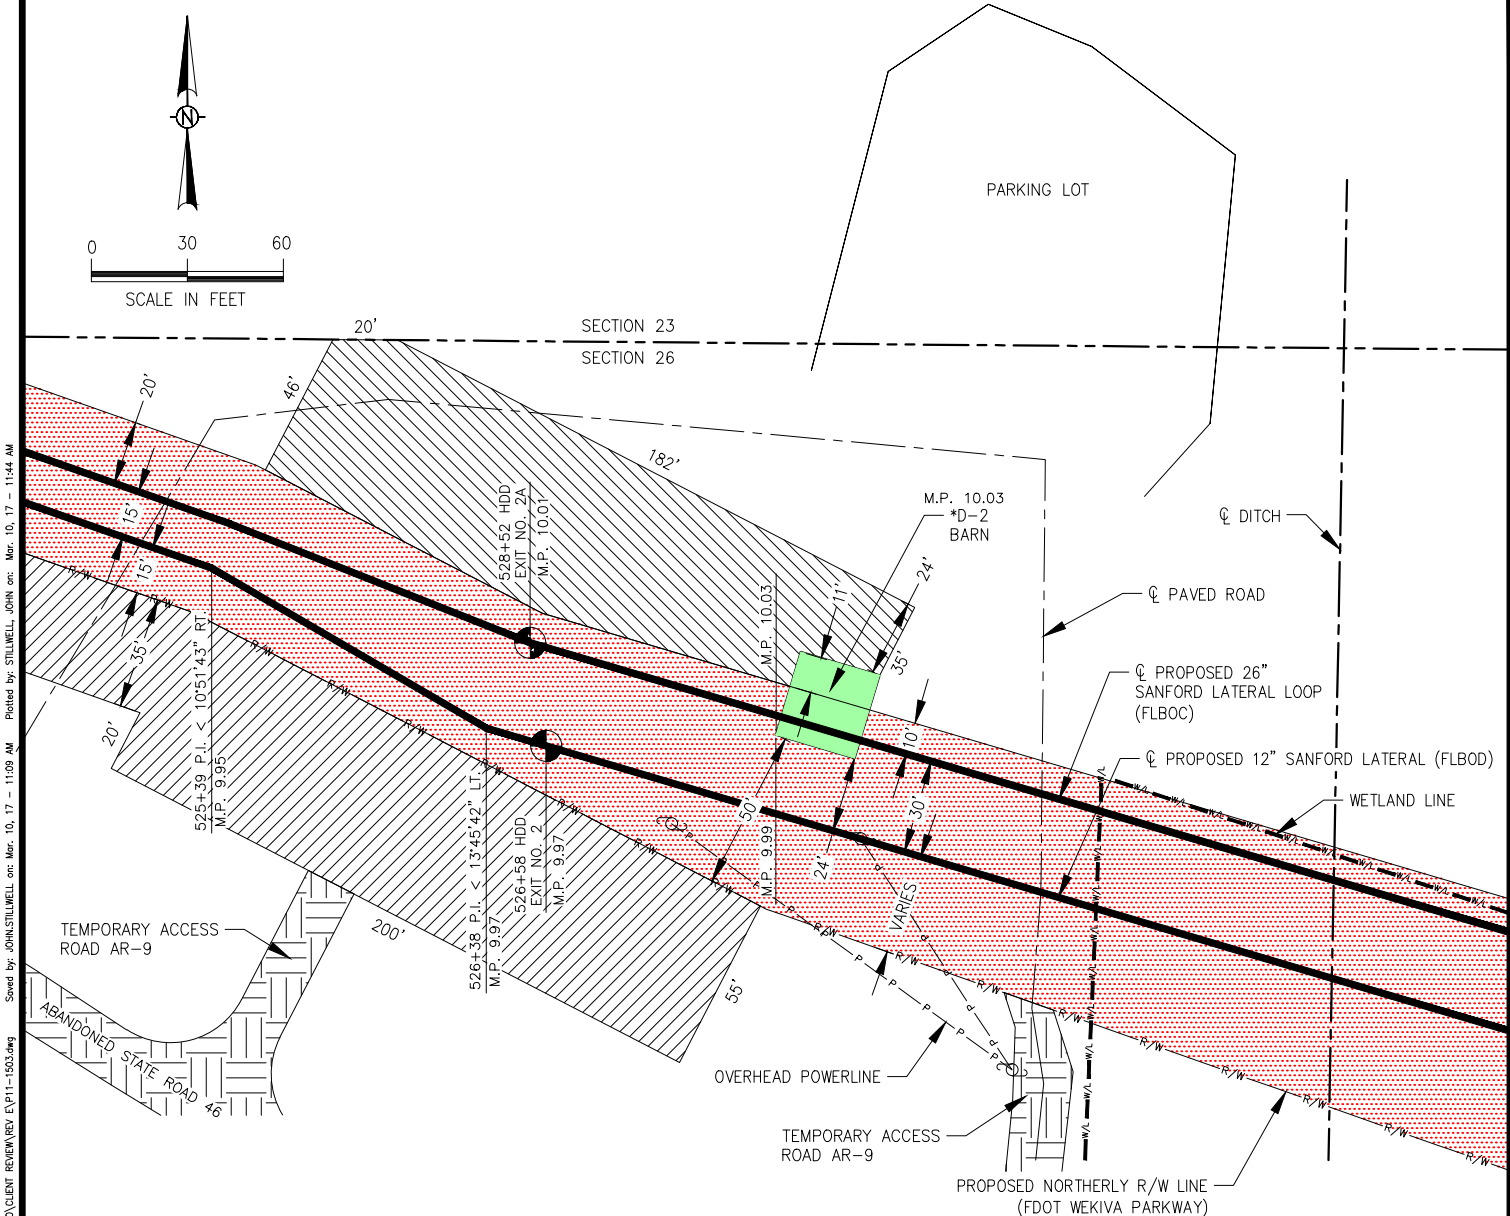 N
0 30 60
SCALE IN FEET
PARKING LOT
20'
SECTION 23
SECTION 26
46'
20'
182'
15'
15'
35'
20'
528+52 HDD
EXIT NO. 2A
M.P. 10.01
M.P. 10.03
*D-2
BARN
℄ DITCH
24'
11'
35'
M.P. 10.03
℄ PAVED ROAD
℄ PROPOSED 26"
SANFORD LATERAL LOOP
(FLBOC)
10'
℄ PROPOSED 12" SANFORD LATERAL (FLBOD)
WETLAND LINE
30'
50'
24'
M.P. 9.99
VARIES
525+39 P.I. < 10°51'43" RT.
M.P. 9.95
526+38 P.I. < 13°45'42" LT.
M.P. 9.97
526+58 HDD
EXIT NO. 2
M.P. 9.97
200'
55'
TEMPORARY ACCESS
ROAD AR-9
ABANDONED STATE ROAD 46
OVERHEAD POWERLINE
TEMPORARY ACCESS
ROAD AR-9
PROPOSED NORTHERLY R/W LINE
(FDOT WEKIVA PARKWAY)
R/W R/W R/W R/W R/W R/W R/W R/W R/W R/W R/W R/W R/W R/W R/W R/W R/W R/W
W/L W/L W/L W/L W/L W/L W/L W/L W/L W/L W/L W/L W/L W/L W/L
P P P P P P P P P P
D\CLIENT REVIEW\REV E\P11-1503.dwg Saved by: JOHN.STILLWELL on: Mar. 10, 17 - 11:09 AM Plotted by: STILLWELL, JOHN on: Mar. 10, 17 - 11:44 AM